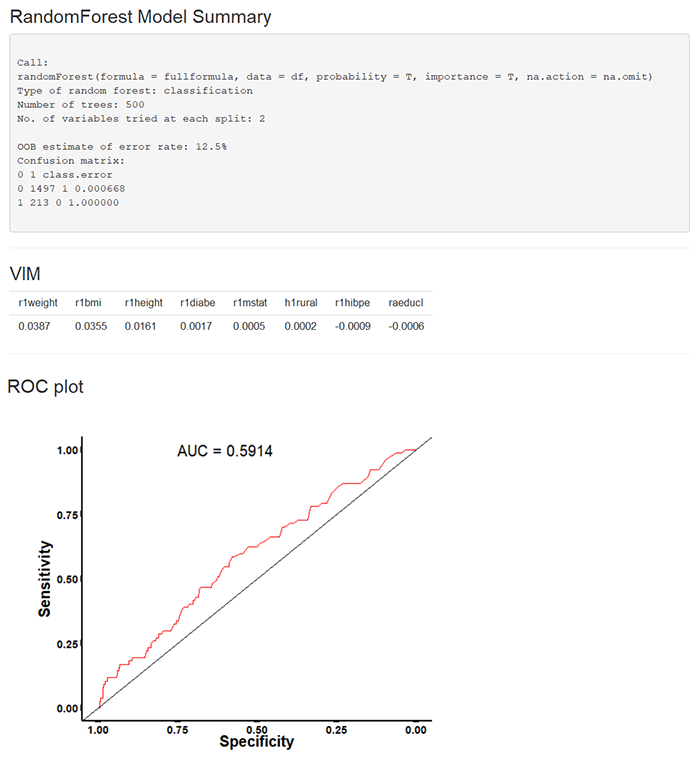 RandomForest Model Summary
Call:
randomForest(formula = fullformula, data = df, probability = T, importance = T, na.action = na.omit)
Type of random forest: classification
Number of trees: 500
No. of variables tried at each split: 2
OOB estimate of error rate: 12.5%
Confusion matrix:
0 1 class.error
0 1497 1 0.000668
1 213 0 1.000000
VIM
r1weight r1bmi r1height r1diabe r1mstat h1rural r1hibpe raeducl
0.0387 0.0355 0.0161 0.0017 0.0005 0.0002 -0.0009 -0.0006
ROC plot
AUC = 0.5914
1.00
0.75
0.50
0.25
0.00
Sensitivity
1.00 0.75 0.50 0.25 0.00
Specificity